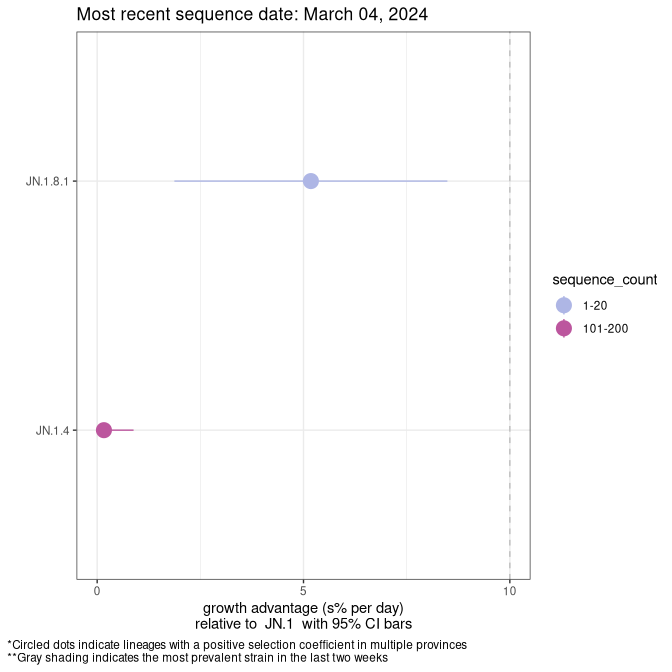 Most recent sequence date: March 04, 2024
JN.1.8.1
JN.1.4
sequence_count
1-20
101-200
0
5
10
growth advantage (s% per day)
relative to JN.1 with 95% CI bars
*Circled dots indicate lineages with a positive selection coefficient in multiple provinces
**Gray shading indicates the most prevalent strain in the last two weeks